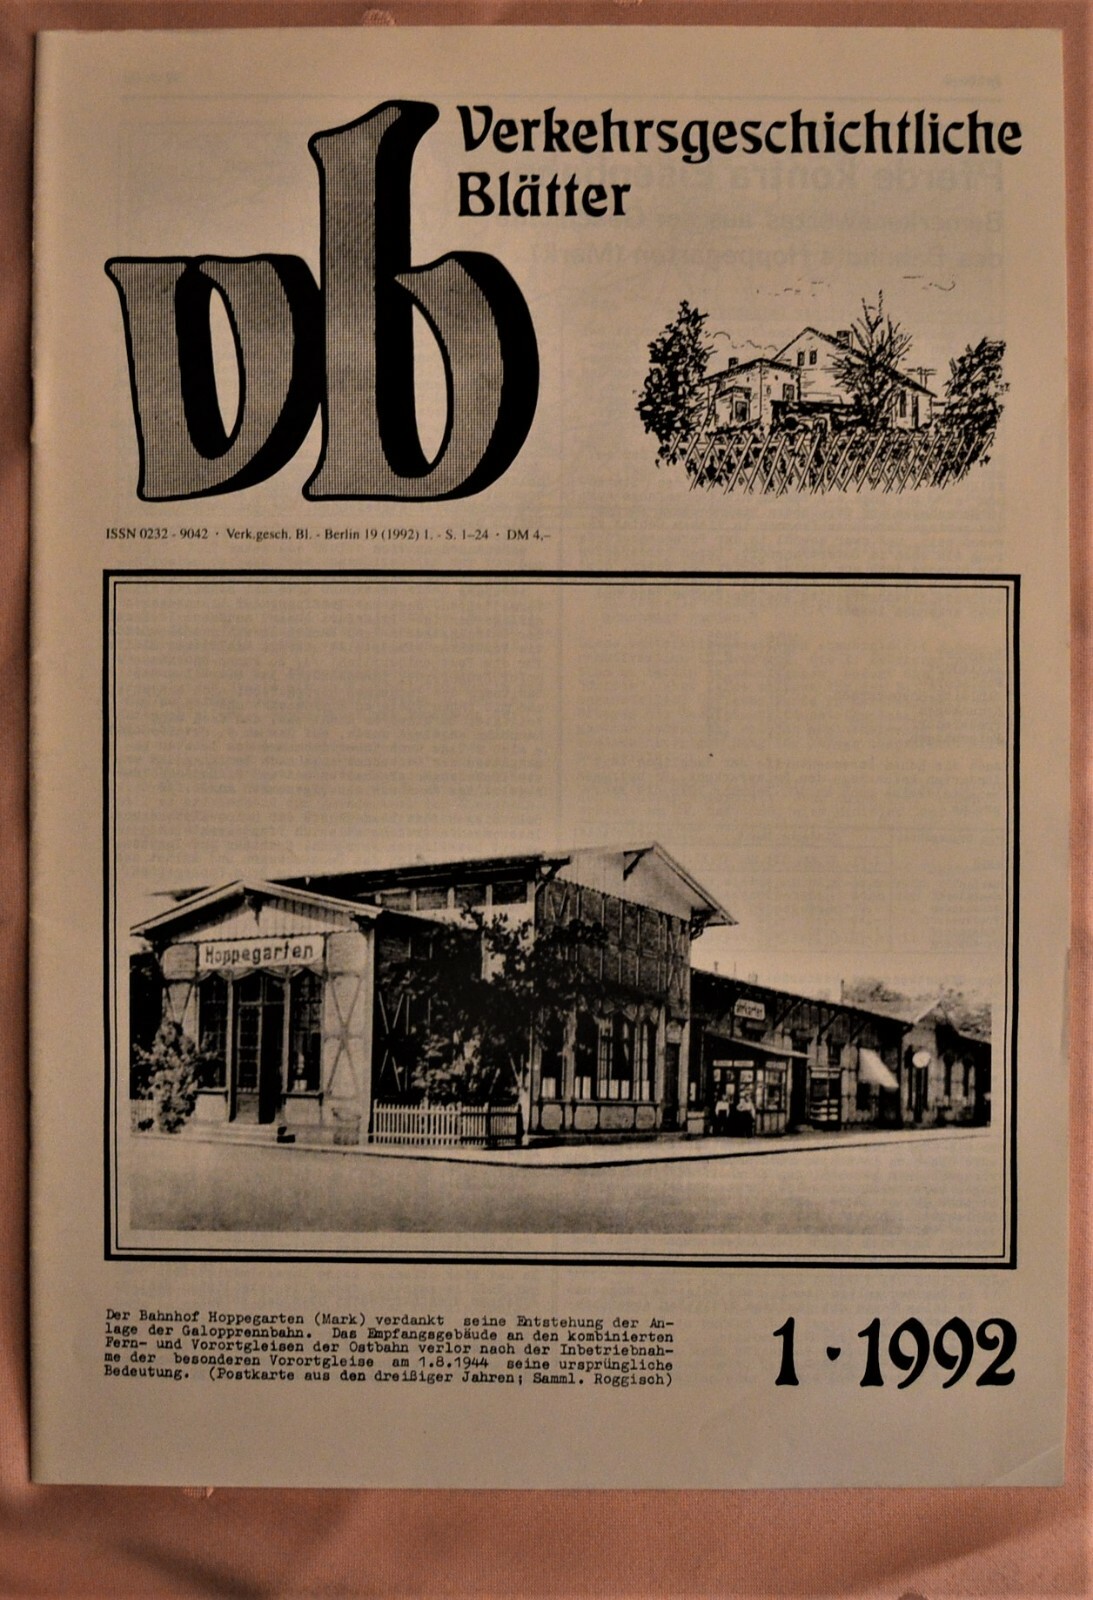 vb
Verkehrsgeschichtliche
Blätter
ISSN 0232 - 9042 · Verk.gesch. Bl. - Berlin 19 (1992) 1. - S. 1–24 · DM 4,–
Hoppegarten
Der Bahnhof Hoppegarten (Mark) verdankt seine Entstehung der An-
lage der Galopprennbahn. Das Empfangsgebäude an den kombinierten
Fern- und Vorortgleisen der Ostbahn verlor nach der Inbetriebnah-
me der besonderen Vorortgleise am 1.8.1944 seine ursprüngliche
Bedeutung. (Postkarte aus den dreißiger Jahren; Samml. Roggisch)
1 · 1992